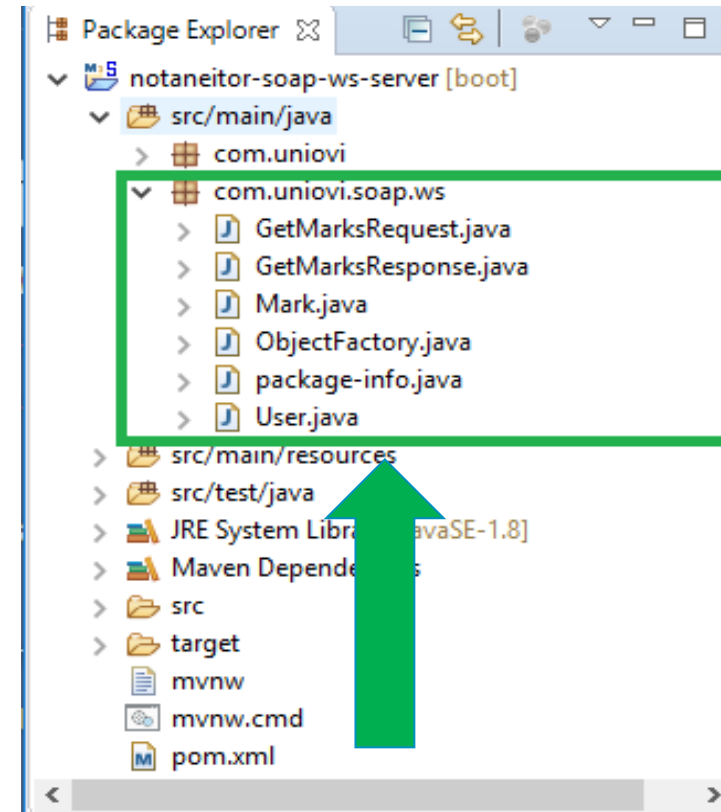 Package Explorer
notaneitor-soap-ws-server [boot]
src/main/java
com.uniovi
com.uniovi.soap.ws
GetMarksRequest.java
GetMarksResponse.java
Mark.java
ObjectFactory.java
package-info.java
User.java
src/main/resources
src/test/java
JRE System Libra avaSE-1.8]
Maven Depende s
src
target
mvnw
mvnw.cmd
pom.xml